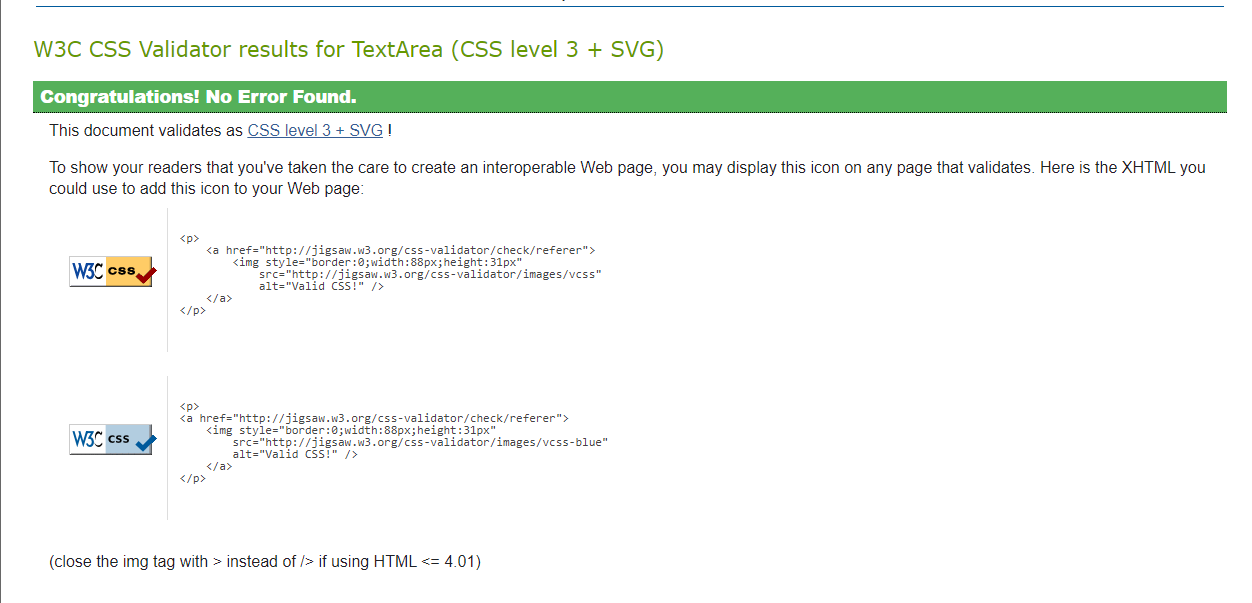 W3C CSS Validator results for TextArea (CSS level 3 + SVG)
Congratulations! No Error Found.
This document validates as CSS level 3 + SVG !
To show your readers that you've taken the care to create an interoperable Web page, you may display this icon on any page that validates. Here is the XHTML you
could use to add this icon to your Web page:
W3C css
<p>
    <a href="http://jigsaw.w3.org/css-validator/check/referer">
        <img style="border:0;width:88px;height:31px"
            src="http://jigsaw.w3.org/css-validator/images/vcss"
            alt="Valid CSS!" />
    </a>
</p>
W3C css
<p>
<a href="http://jigsaw.w3.org/css-validator/check/referer">
    <img style="border:0;width:88px;height:31px"
        src="http://jigsaw.w3.org/css-validator/images/vcss-blue"
        alt="Valid CSS!" />
    </a>
</p>
(close the img tag with > instead of /> if using HTML <= 4.01)